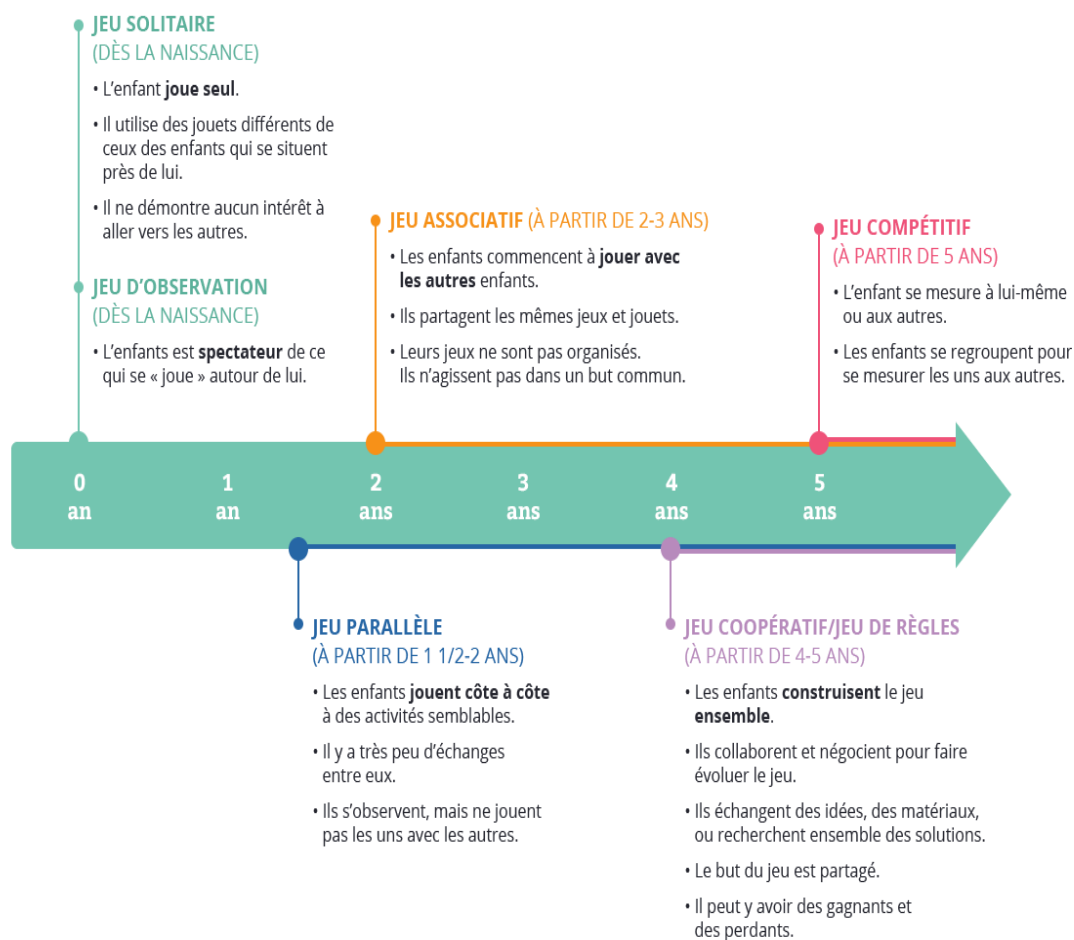 JEU SOLITAIRE
(DÈS LA NAISSANCE)
• L'enfant joue seul.
• Il utilise des jouets différents de
ceux des enfants qui se situent
près de lui.
• Il ne démontre aucun intérêt à
aller vers les autres.
JEU D'OBSERVATION
(DÈS LA NAISSANCE)
• L'enfants est spectateur de ce
qui se « joue » autour de lui.
JEU ASSOCIATIF (À PARTIR DE 2-3 ANS)
• Les enfants commencent à jouer avec
les autres enfants.
• Ils partagent les mêmes jeux et jouets.
• Leurs jeux ne sont pas organisés.
Ils n'agissent pas dans un but commun.
JEU COMPÉTITIF
(À PARTIR DE 5 ANS)
• L'enfant se mesure à lui-même
ou aux autres.
• Les enfants se regroupent pour
se mesurer les uns aux autres.
0 1 2 3 4 5
an an ans ans ans ans
JEU PARALLÈLE
(À PARTIR DE 1 1/2-2 ANS)
• Les enfants jouent côte à côte
à des activités semblables.
• Il y a très peu d'échanges
entre eux.
• Ils s'observent, mais ne jouent
pas les uns avec les autres.
JEU COOPÉRATIF/JEU DE RÈGLES
(À PARTIR DE 4-5 ANS)
• Les enfants construisent le jeu
ensemble.
• Ils collaborent et négocient pour faire
évoluer le jeu.
• Ils échangent des idées, des matériaux,
ou recherchent ensemble des solutions.
• Le but du jeu est partagé.
• Il peut y avoir des gagnants et
des perdants.